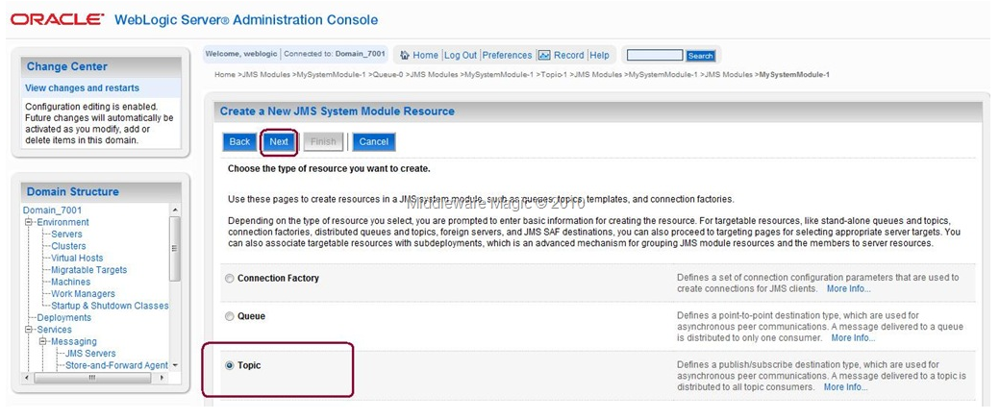 ORACLE® WebLogic Server® Administration Console
Change Center
View changes and restarts
Configuration editing is enabled.
Future changes will automatically be
activated as you modify, add or
delete items in this domain.
Domain Structure
Domain_7001
Environment
Servers
Clusters
Virtual Hosts
Migratable Targets
Machines
Work Managers
Startup & Shutdown Classes
Deployments
Services
Messaging
JMS Servers
Store-and-Forward Agent
Welcome, weblogic Connected to: Domain_7001 Home Log Out Preferences Record Help Search
Home >JMS Modules >MySystemModule-1 >Queue-0 >JMS Modules >MySystemModule-1 >Topic-1 >JMS Modules >MySystemModule-1 >JMS Modules >MySystemModule-1
Create a New JMS System Module Resource
Back Next Finish Cancel
Choose the type of resource you want to create.
Use these pages to create resources in a JMS system module, such as queues, topics, templates, and connection factories.
Middleware Magic © 2010
Depending on the type of resource you select, you are prompted to enter basic information for creating the resource. For targetable resources, like stand-alone queues and topics,
connection factories, distributed queues and topics, foreign servers, and JMS SAF destinations, you can also proceed to targeting pages for selecting appropriate server targets. You
can also associate targetable resources with subdeployments, which is an advanced mechanism for grouping JMS module resources and the members to server resources.
Connection Factory
Defines a set of connection configuration parameters that are used to
create connections for JMS clients. More Info...
Queue
Defines a point-to-point destination type, which are used for
asynchronous peer communications. A message delivered to a queue
is distributed to only one consumer. More Info...
Topic
Defines a publish/subscribe destination type, which are used for
asynchronous peer communications. A message delivered to a topic is
distributed to all topic consumers. More Info...